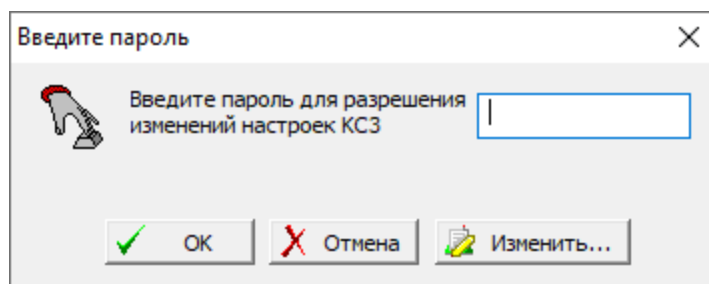 Введите пароль
Введите пароль для разрешения
изменений настроек КСЗ
ОК
Отмена
Изменить...